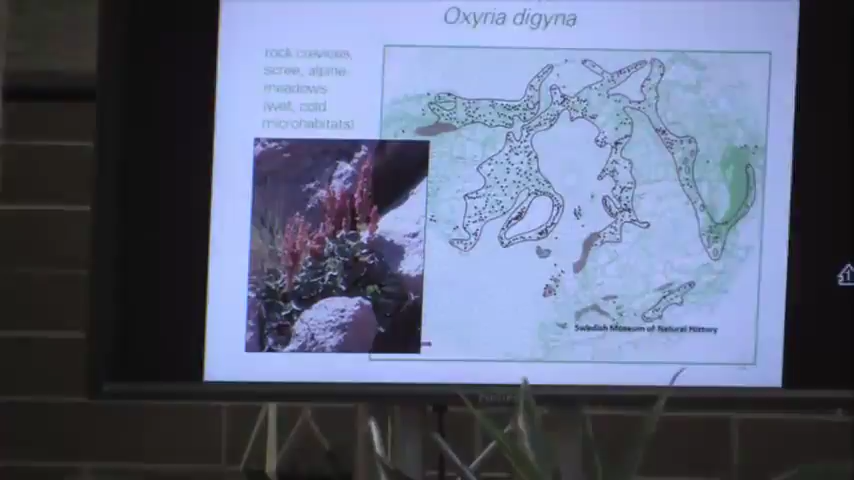 Oxyria digyna
rock crevices,
scree, alpine
meadows
(wet, cold
microhabitats)
Swedish Museum of Natural History